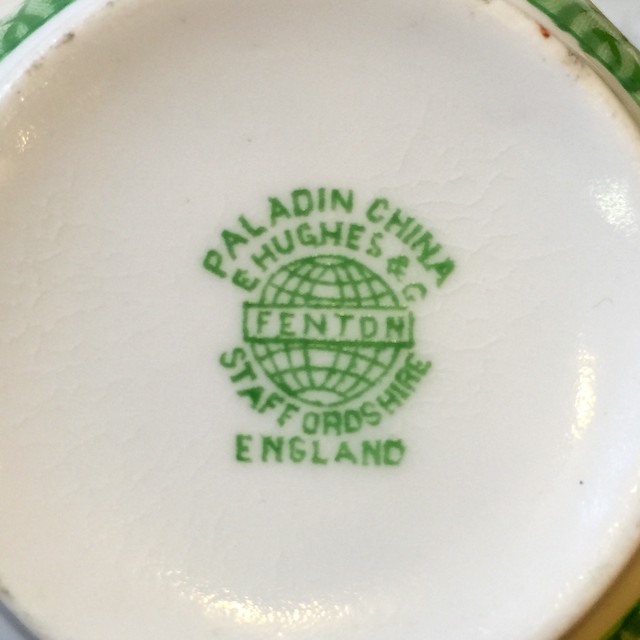 PALADIN CHINA
E HUGHES & Co
FENTON
STAFFORDSHIRE
ENGLAND